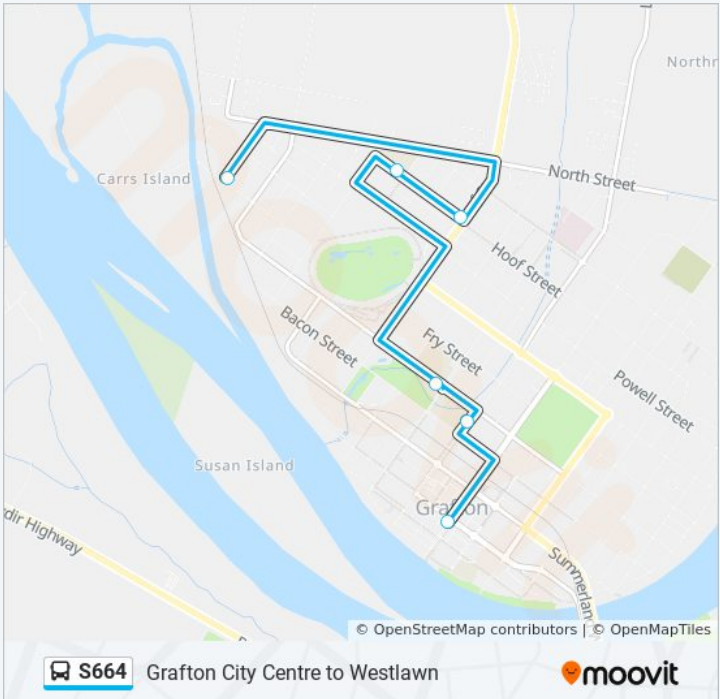 Northr
Carrs Island
North Street
Hoof Street
Bacon Street
Fry Street
Powell Street
Susan Island
Grafton
dir Highway
Summerlan
© OpenStreetMap contributors | © OpenMapTiles
S664 Grafton City Centre to Westlawn
moovit